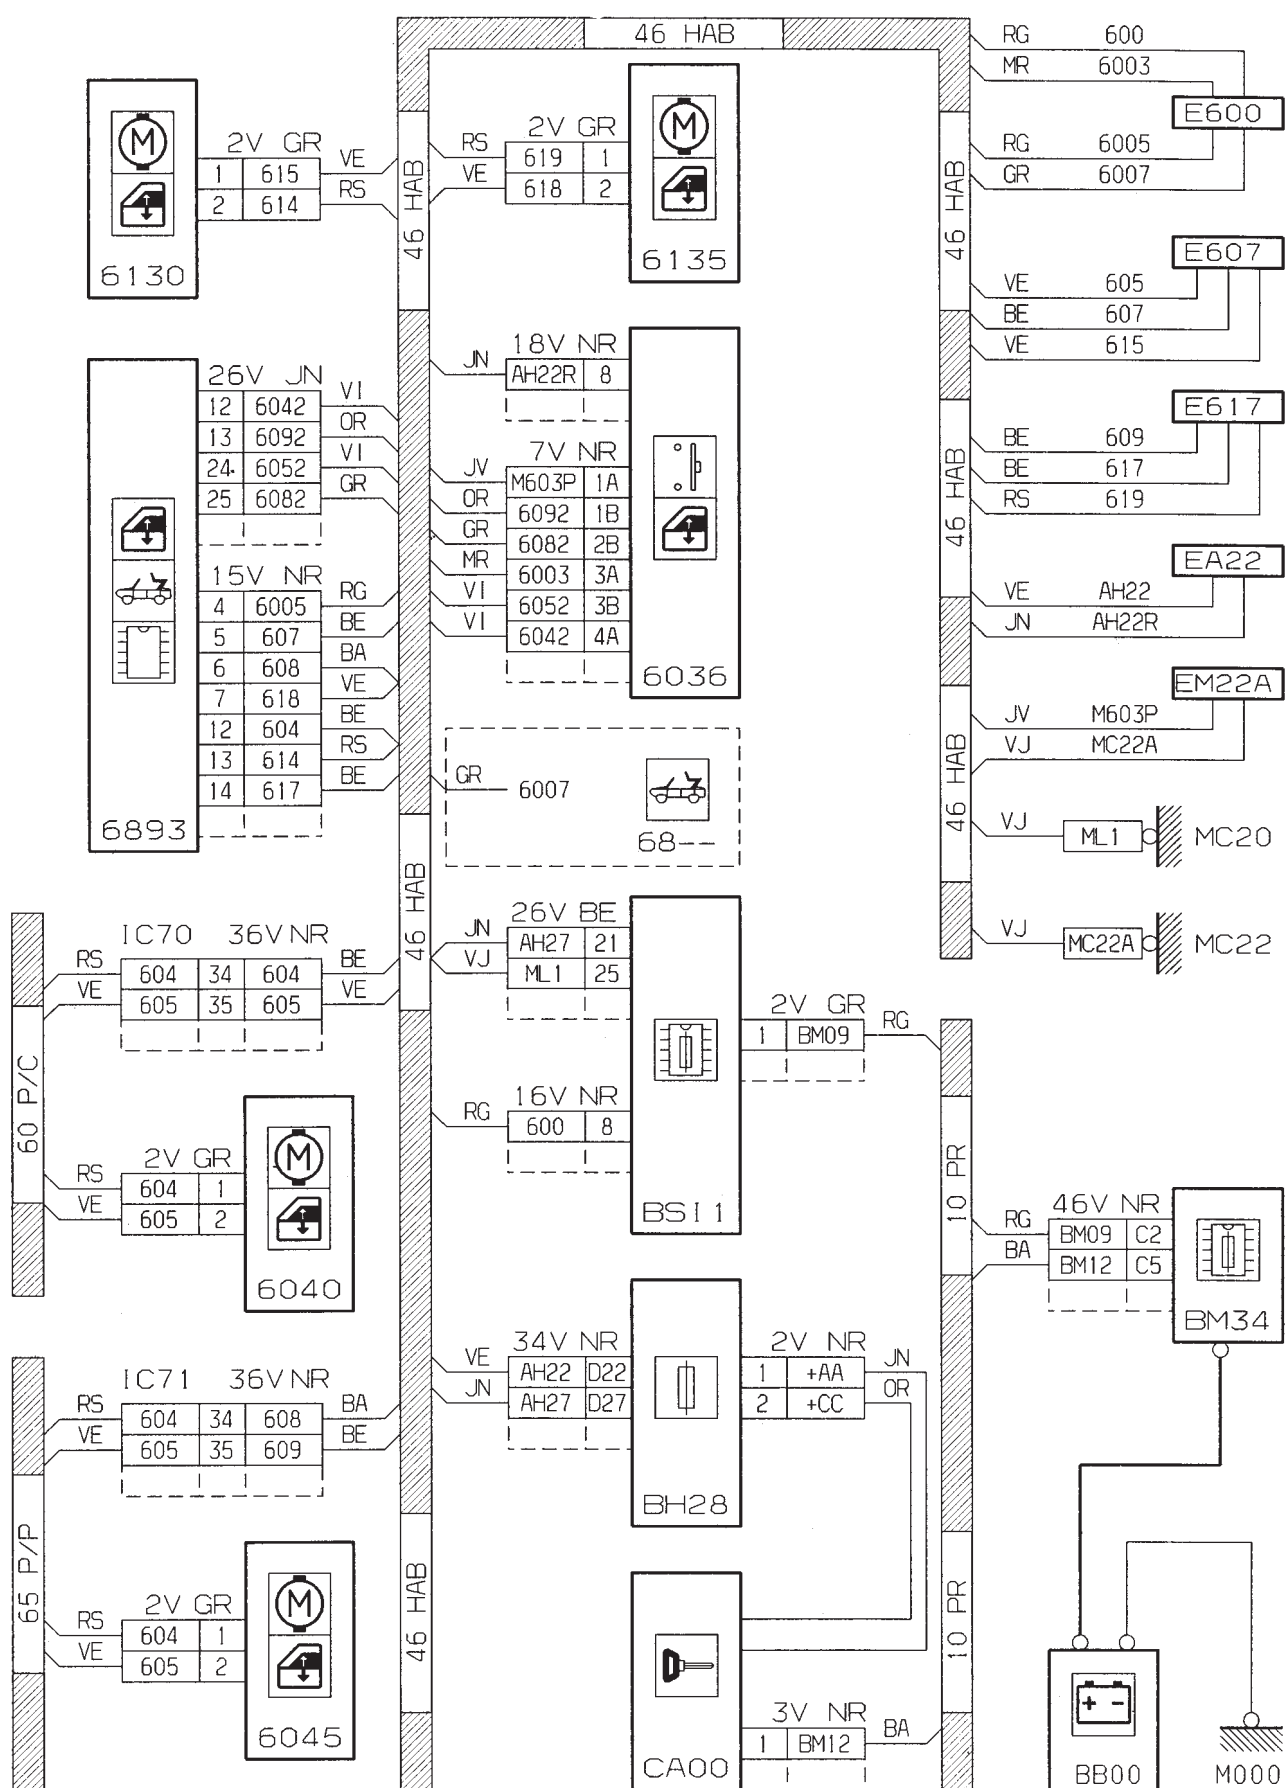 46 HAB
RG 600
MR 6003
E600
RG 6005
GR 6007
M
2V GR
1 615 VE
2 614 RS
6130
46 HAB
2V GR
RS 619 1
VE 618 2
M
6135
46 HAB
E607
VE 605
BE 607
VE 615
26V JN
12 6042 VI
13 6092 OR
24 6052 VI
25 6082 GR
15V NR
4 6005 RG
5 607 BE
6 608 BA
7 618 VE
12 604 BE
13 614 RS
14 617 BE
6893
18V NR
JN AH22R 8
7V NR
JV M603P 1A
OR 6092 1B
GR 6082 2B
MR 6003 3A
VI 6052 3B
VI 6042 4A
6036
46 HAB
E617
BE 609
BE 617
RS 619
EA22
VE AH22
JN AH22R
46 HAB
EM22A
JV M603P
VJ MC22A
VJ ML1 MC20
VJ MC22A MC22
GR 6007
68---
46 HAB
IC70 36V NR
RS 604 34 604 BE
VE 605 35 605 VE
60 P/C
2V GR
RS 604 1
VE 605 2
M
6040
26V BE
JN AH27 21
VJ ML1 25
2V GR
1 BM09 RG
16V NR
RG 600 8
BSI1
10 PR
46V NR
RG BM09 C2
BA BM12 C5
BM34
34V NR
VE AH22 D22
JN AH27 D27
2V NR
1 +AA JN
2 +CC OR
BH28
IC71 36V NR
RS 604 34 608 BA
VE 605 35 609 BE
65 P/P
2V GR
RS 604 1
VE 605 2
M
6045
46 HAB
CA00
3V NR
1 BM12 BA
10 PR
+ -
BB00
M000